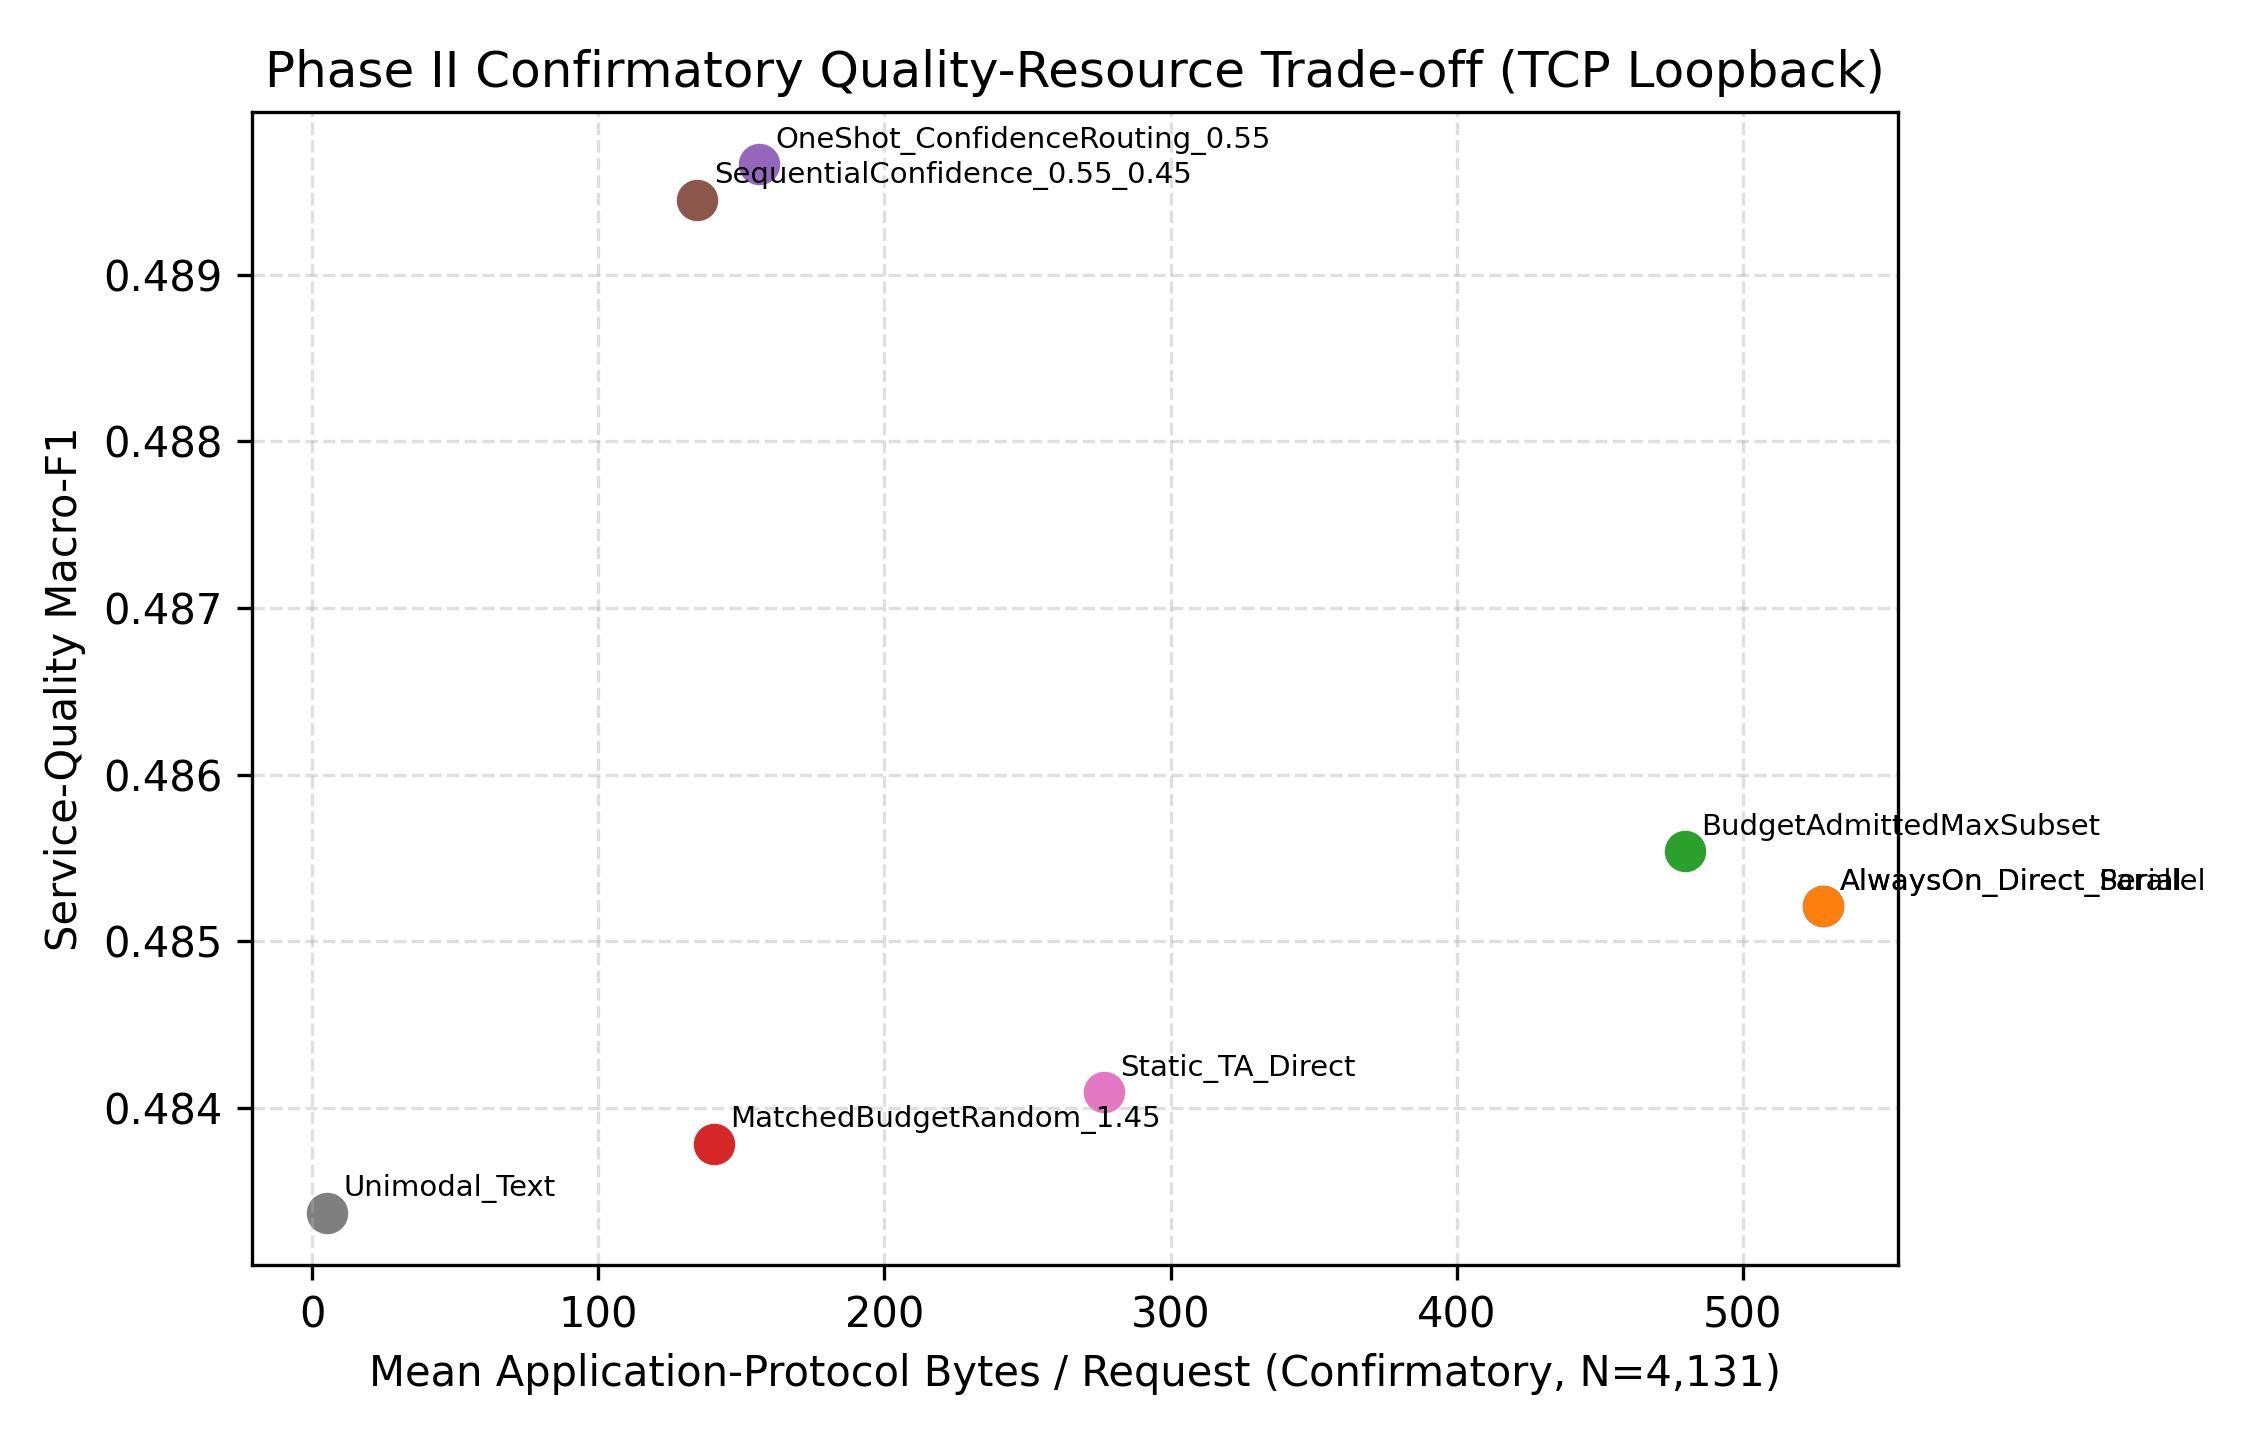 Phase II Confirmatory Quality-Resource Trade-off (TCP Loopback)
OneShot_ConfidenceRouting_0.55
SequentialConfidence_0.55_0.45
0.489
0.488
0.487
0.486
0.485
0.484
Service-Quality Macro-F1
BudgetAdmittedMaxSubset
AlwaysOn_Direct_Serial
AlwaysOn_Direct_Parallel
Static_TA_Direct
MatchedBudgetRandom_1.45
Unimodal_Text
0 100 200 300 400 500
Mean Application-Protocol Bytes / Request (Confirmatory, N=4,131)